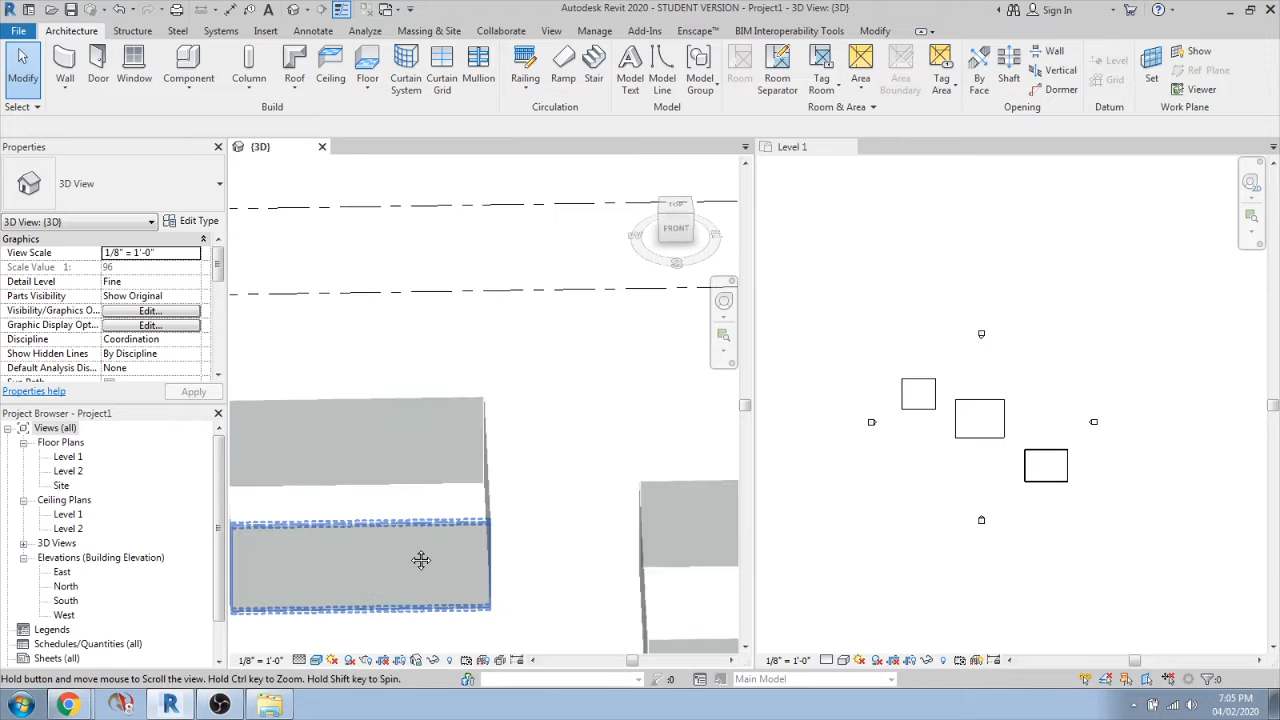 Autodesk Revit 2020 - STUDENT VERSION - Project1 - 3D View: {3D}
Sign In
File Architecture Structure Steel Systems Insert Annotate Analyze Massing & Site Collaborate View Manage Add-Ins Enscape™ BIM Interoperability Tools Modify
Modify Wall Door Window Component Column Roof Ceiling Floor Curtain System Curtain Grid Mullion Railing Ramp Stair Model Text Model Line Model Group Room Room Separator Tag Room Area Area Boundary Tag Area By Face Shaft Wall Vertical Dormer Level Grid Set Show Ref Plane Viewer
Select Build Circulation Model Room & Area Opening Datum Work Plane
Properties
{3D}
Level 1
3D View
3D View: {3D}
Edit Type
Graphics
View Scale 1/8" = 1'-0"
Scale Value 1: 96
Detail Level Fine
Parts Visibility Show Original
Visibility/Graphics O... Edit...
Graphic Display Opt... Edit...
Discipline Coordination
Show Hidden Lines By Discipline
Default Analysis Dis... None
Properties help
Apply
TOP
FRONT
Project Browser - Project1
Views (all)
Floor Plans
Level 1
Level 2
Site
Ceiling Plans
Level 1
Level 2
3D Views
Elevations (Building Elevation)
East
North
South
West
Legends
Schedules/Quantities (all)
Sheets (all)
1/8" = 1'-0"
1/8" = 1'-0"
Hold button and move mouse to Scroll the view. Hold Ctrl key to Zoom. Hold Shift key to Spin.
:0
Main Model
:0
7:05 PM
04/02/2020